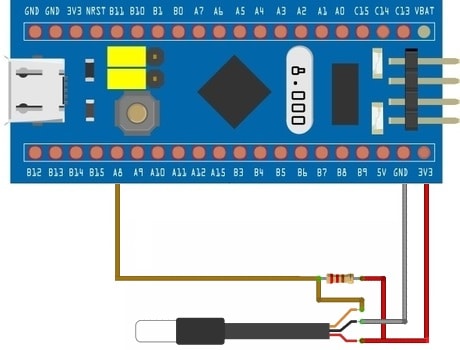 GND GND 3V3 NRST B11 B10 B1 B0 A7 A6 A5 A4 A3 A2 A1 A0 C15 C14 C13 VBAT
8.000
B12 B13 B14 B15 A8 A9 A10 A11 A12 A15 B3 B4 B5 B6 B7 B8 B9 5V GND 3V3